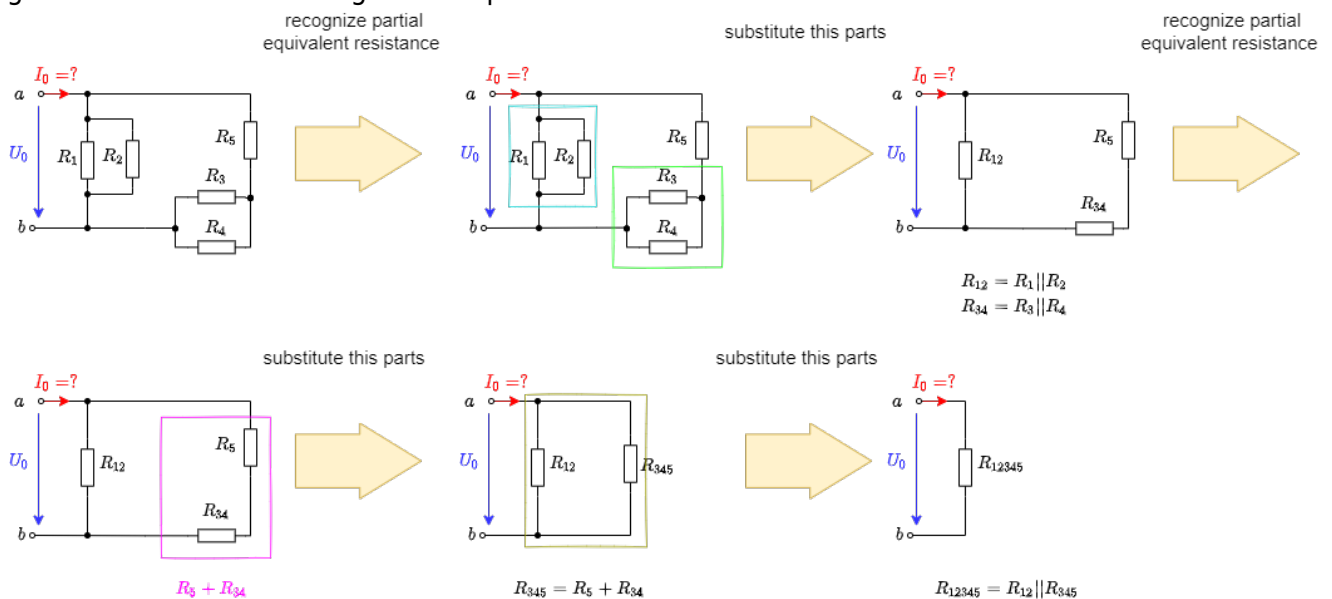 recognize partial
equivalent resistance
substitute this parts
recognize partial
equivalent resistance
I₀ =?
a
U₀
R₁
R₂
R₅
R₃
R₄
b
I₀ =?
a
U₀
R₁
R₂
R₅
R₃
R₄
b
I₀ =?
a
U₀
R₁₂
R₅
R₃₄
b
R₁₂ = R₁||R₂
R₃₄ = R₃||R₄
substitute this parts
substitute this parts
I₀ =?
a
U₀
R₁₂
R₅
R₃₄
b
R₅ + R₃₄
I₀ =?
a
U₀
R₁₂
R₃₄₅
b
R₃₄₅ = R₅ + R₃₄
I₀ =?
a
U₀
R₁₂₃₄₅
b
R₁₂₃₄₅ = R₁₂||R₃₄₅